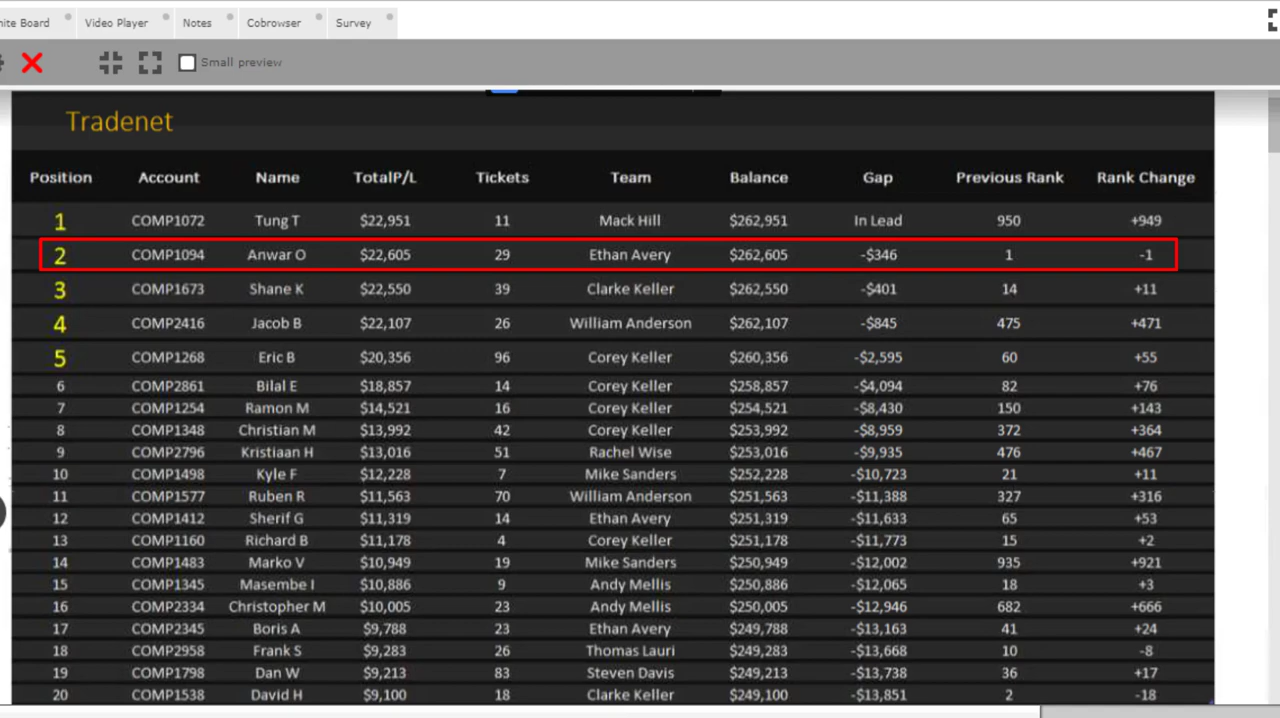 ite Board Video Player Notes Cobrowser Survey
Small preview
Tradenet
Position Account Name TotalP/L Tickets Team Balance Gap Previous Rank Rank Change
1 COMP1072 Tung T $22,951 11 Mack Hill $262,951 In Lead 950 +949
2 COMP1094 Anwar O $22,605 29 Ethan Avery $262,605 -$346 1 -1
3 COMP1673 Shane K $22,550 39 Clarke Keller $262,550 -$401 14 +11
4 COMP2416 Jacob B $22,107 26 William Anderson $262,107 -$845 475 +471
5 COMP1268 Eric B $20,356 96 Corey Keller $260,356 -$2,595 60 +55
6 COMP2861 Bilal E $18,857 14 Corey Keller $258,857 -$4,094 82 +76
7 COMP1254 Ramon M $14,521 16 Corey Keller $254,521 -$8,430 150 +143
8 COMP1348 Christian M $13,992 42 Corey Keller $253,992 -$8,959 372 +364
9 COMP2796 Kristiaan H $13,016 51 Rachel Wise $253,016 -$9,935 476 +467
10 COMP1498 Kyle F $12,228 7 Mike Sanders $252,228 -$10,723 21 +11
11 COMP1577 Ruben R $11,563 70 William Anderson $251,563 -$11,388 327 +316
12 COMP1412 Sherif G $11,319 14 Ethan Avery $251,319 -$11,633 65 +53
13 COMP1160 Richard B $11,178 4 Corey Keller $251,178 -$11,773 15 +2
14 COMP1483 Marko V $10,949 19 Mike Sanders $250,949 -$12,002 935 +921
15 COMP1345 Masembe I $10,886 9 Andy Mellis $250,886 -$12,065 18 +3
16 COMP2334 Christopher M $10,005 23 Andy Mellis $250,005 -$12,946 682 +666
17 COMP2345 Boris A $9,788 23 Ethan Avery $249,788 -$13,163 41 +24
18 COMP2958 Frank S $9,283 26 Thomas Lauri $249,283 -$13,668 10 -8
19 COMP1798 Dan W $9,213 83 Steven Davis $249,213 -$13,738 36 +17
20 COMP1538 David H $9,100 18 Clarke Keller $249,100 -$13,851 2 -18